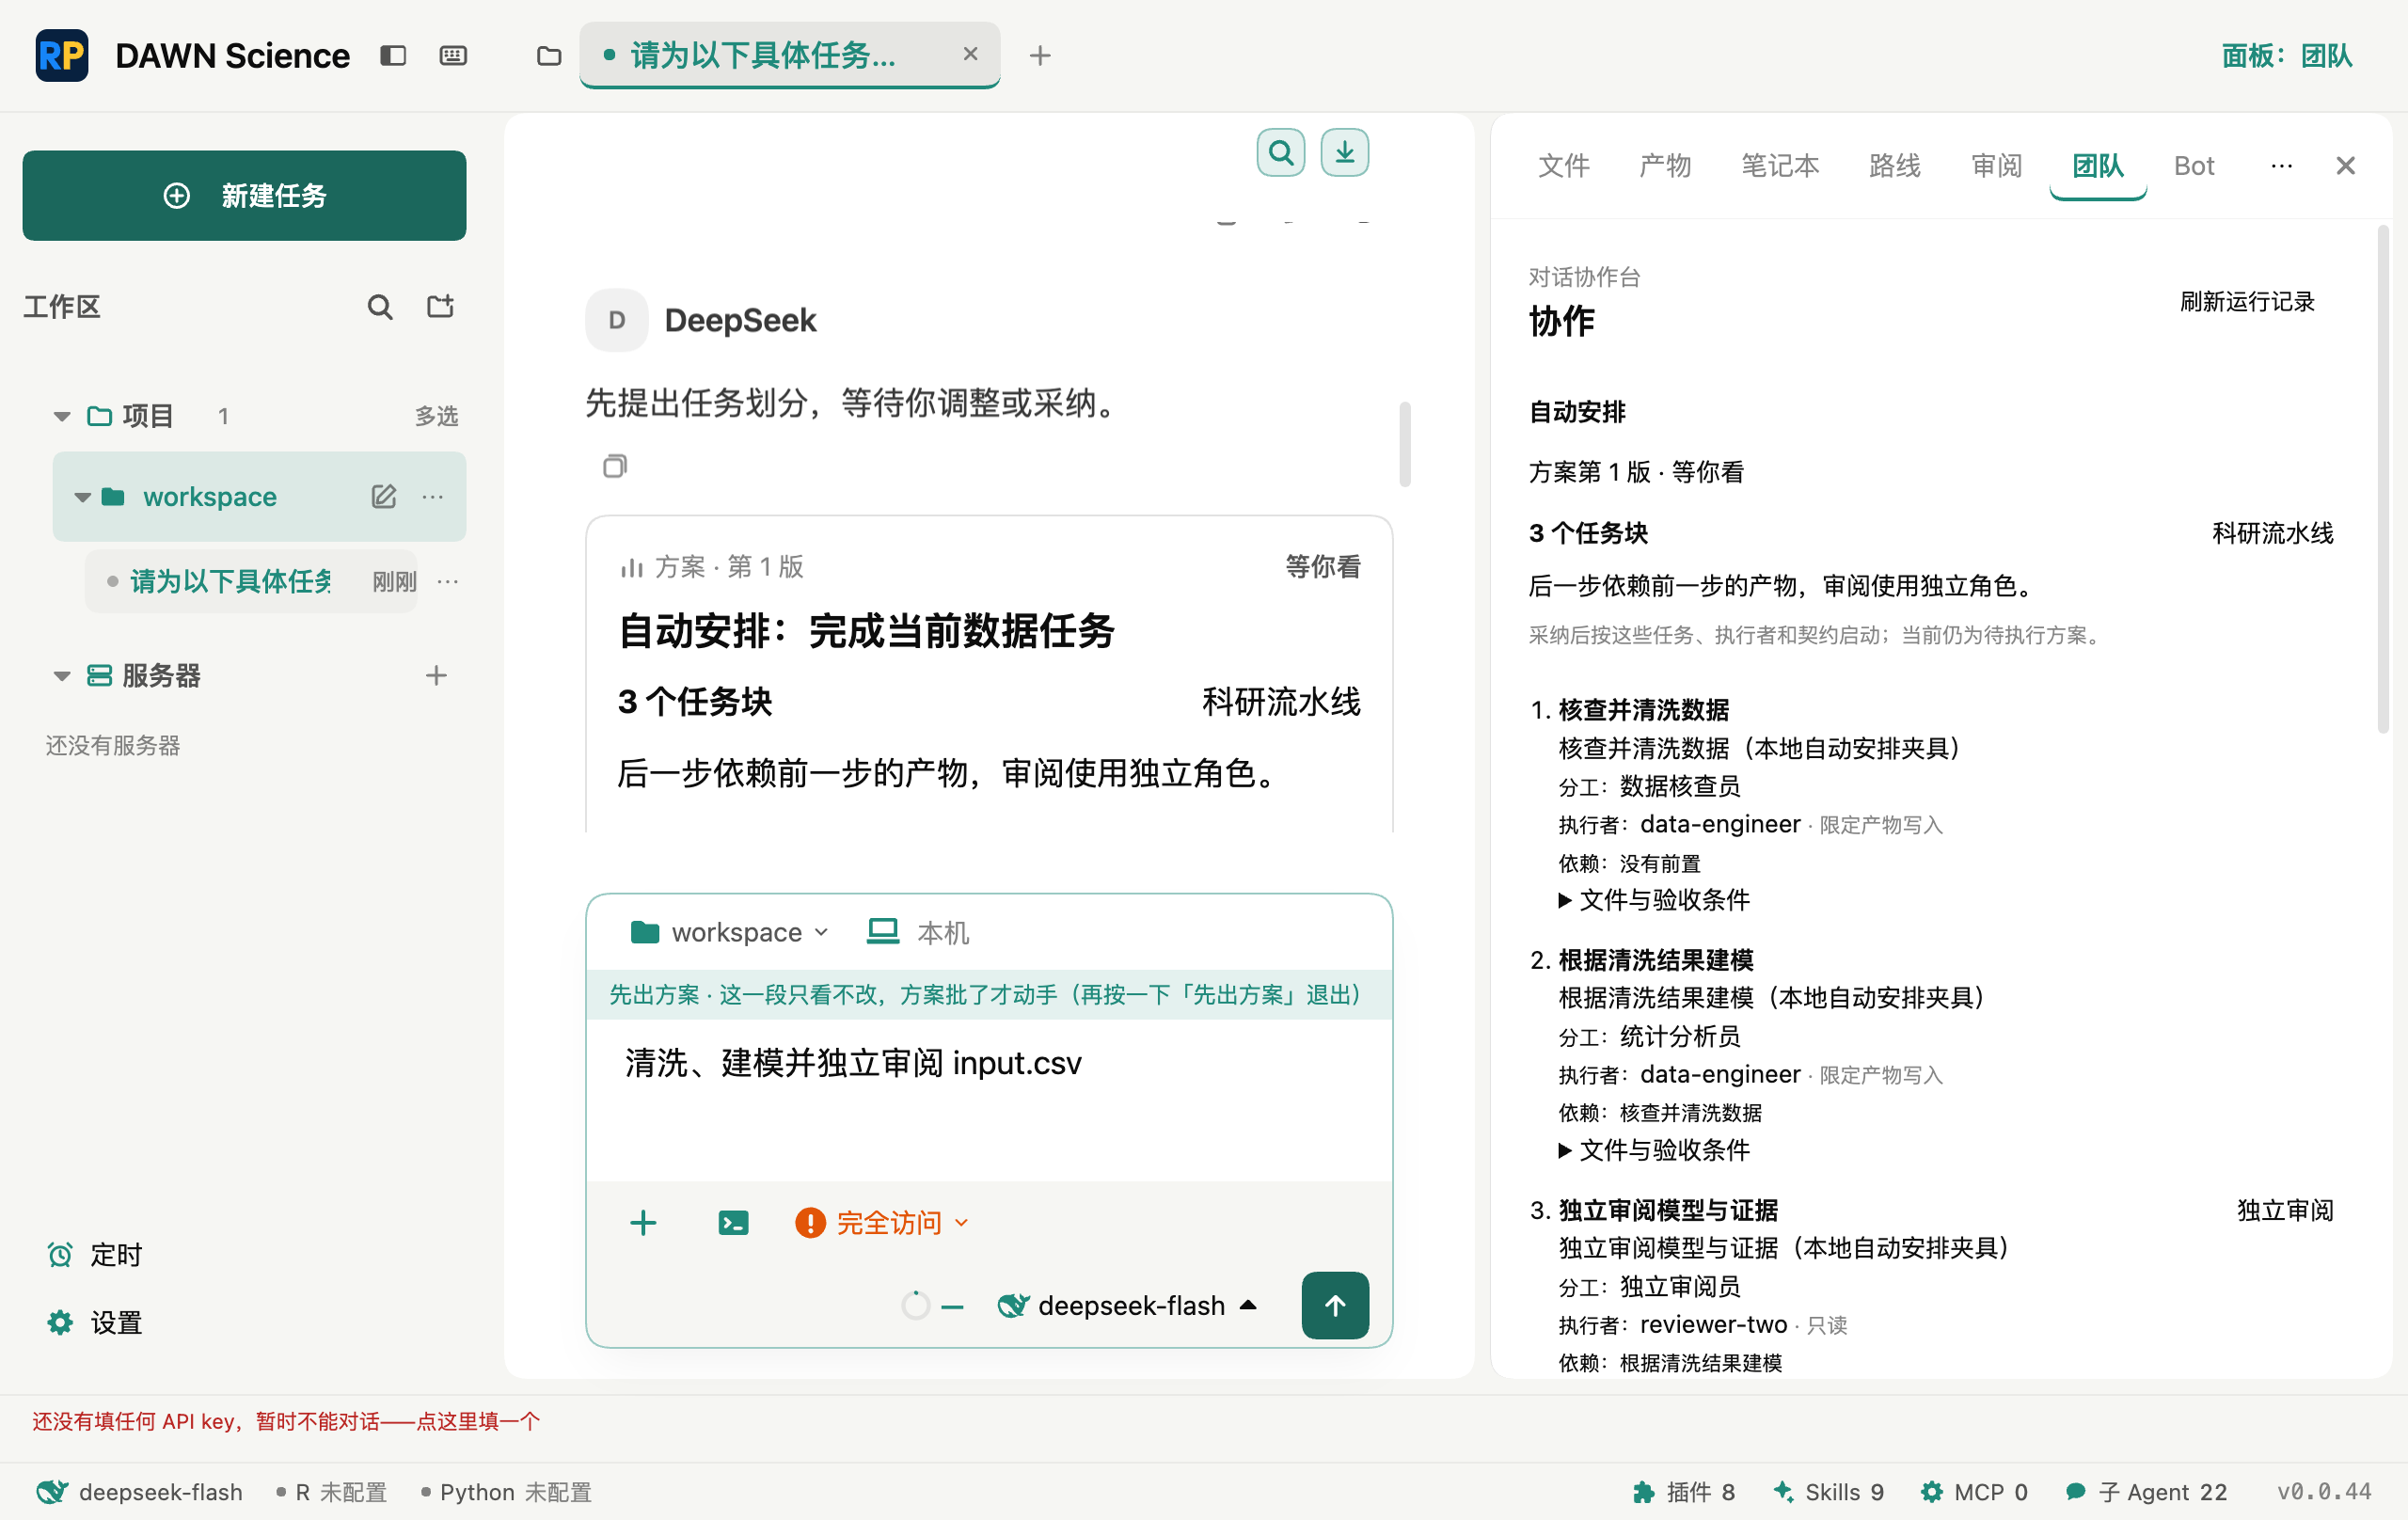 RP DAWN Science
请为以下具体任务...
面板：团队
新建任务
工作区
项目 1 多选
workspace
请为以下具体任务 刚刚
服务器
还没有服务器
定时
设置
D DeepSeek
先提出任务划分，等待你调整或采纳。
方案 · 第 1 版 等你看
自动安排：完成当前数据任务
3 个任务块 科研流水线
后一步依赖前一步的产物，审阅使用独立角色。
workspace 本机
先出方案 · 这一段只看不改，方案批了才动手（再按一下「先出方案」退出）
清洗、建模并独立审阅 input.csv
完全访问
deepseek-flash
文件 产物 笔记本 路线 审阅 团队 Bot
对话协作台
协作
刷新运行记录
自动安排
方案第 1 版 · 等你看
3 个任务块 科研流水线
后一步依赖前一步的产物，审阅使用独立角色。
采纳后按这些任务、执行者和契约启动；当前仍为待执行方案。
1. 核查并清洗数据
核查并清洗数据（本地自动安排夹具）
分工：数据核查员
执行者：data-engineer · 限定产物写入
依赖：没有前置
文件与验收条件
2. 根据清洗结果建模
根据清洗结果建模（本地自动安排夹具）
分工：统计分析员
执行者：data-engineer · 限定产物写入
依赖：核查并清洗数据
文件与验收条件
3. 独立审阅模型与证据 独立审阅
独立审阅模型与证据（本地自动安排夹具）
分工：独立审阅员
执行者：reviewer-two · 只读
依赖：根据清洗结果建模
还没有填任何 API key，暂时不能对话——点这里填一个
deepseek-flash R 未配置 Python 未配置
插件 8 Skills 9 MCP 0 子 Agent 22 v0.0.44